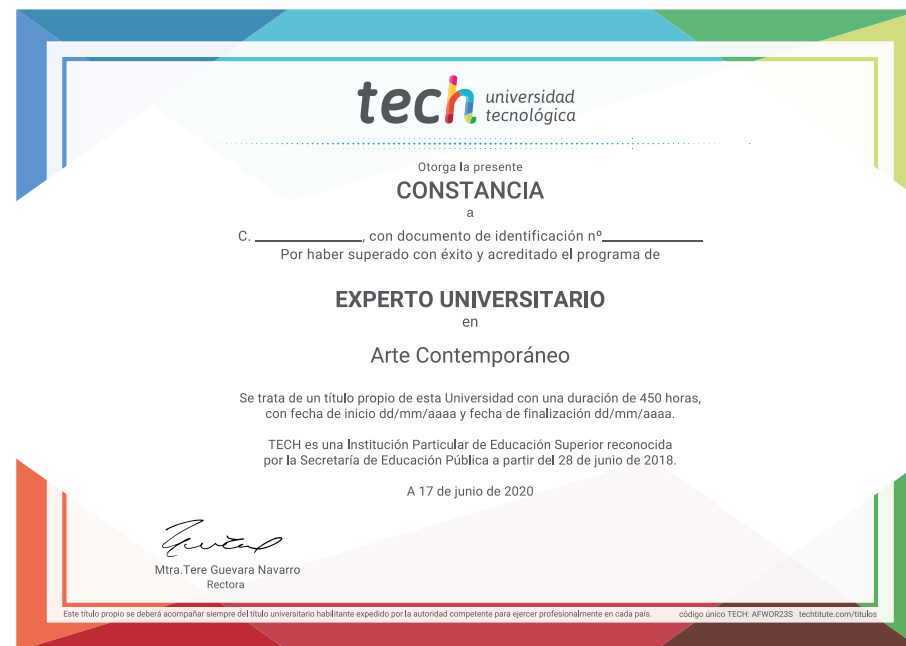 tech universidad
tecnológica
Otorga la presente
CONSTANCIA
a
C. ____________, con documento de identificación nº____________
Por haber superado con éxito y acreditado el programa de
EXPERTO UNIVERSITARIO
en
Arte Contemporáneo
Se trata de un título propio de esta Universidad con una duración de 450 horas,
con fecha de inicio dd/mm/aaaa y fecha de finalización dd/mm/aaaa.
TECH es una Institución Particular de Educación Superior reconocida
por la Secretaría de Educación Pública a partir del 28 de junio de 2018.
A 17 de junio de 2020
Mtra.Tere Guevara Navarro
Rectora
Este título propio se deberá acompañar siempre del título universitario habilitante expedido por la autoridad competente para ejercer profesionalmente en cada país. código único TECH: AFWOR23S techtitute.com/títulos